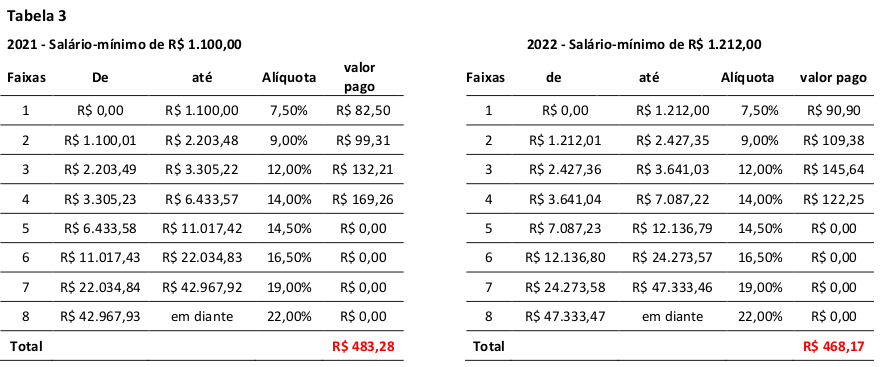 Tabela 3
2021 - Salário-mínimo de R$ 1.100,00
Faixas De até Alíquota valor pago
1 R$ 0,00 R$ 1.100,00 7,50% R$ 82,50
2 R$ 1.100,01 R$ 2.203,48 9,00% R$ 99,31
3 R$ 2.203,49 R$ 3.305,22 12,00% R$ 132,21
4 R$ 3.305,23 R$ 6.433,57 14,00% R$ 169,26
5 R$ 6.433,58 R$ 11.017,42 14,50% R$ 0,00
6 R$ 11.017,43 R$ 22.034,83 16,50% R$ 0,00
7 R$ 22.034,84 R$ 42.967,92 19,00% R$ 0,00
8 R$ 42.967,93 em diante 22,00% R$ 0,00
Total R$ 483,28
2022 - Salário-mínimo de R$ 1.212,00
Faixas de até Alíquota valor pago
1 R$ 0,00 R$ 1.212,00 7,50% R$ 90,90
2 R$ 1.212,01 R$ 2.427,35 9,00% R$ 109,38
3 R$ 2.427,36 R$ 3.641,03 12,00% R$ 145,64
4 R$ 3.641,04 R$ 7.087,22 14,00% R$ 122,25
5 R$ 7.087,23 R$ 12.136,79 14,50% R$ 0,00
6 R$ 12.136,80 R$ 24.273,57 16,50% R$ 0,00
7 R$ 24.273,58 R$ 47.333,46 19,00% R$ 0,00
8 R$ 47.333,47 em diante 22,00% R$ 0,00
Total R$ 468,17